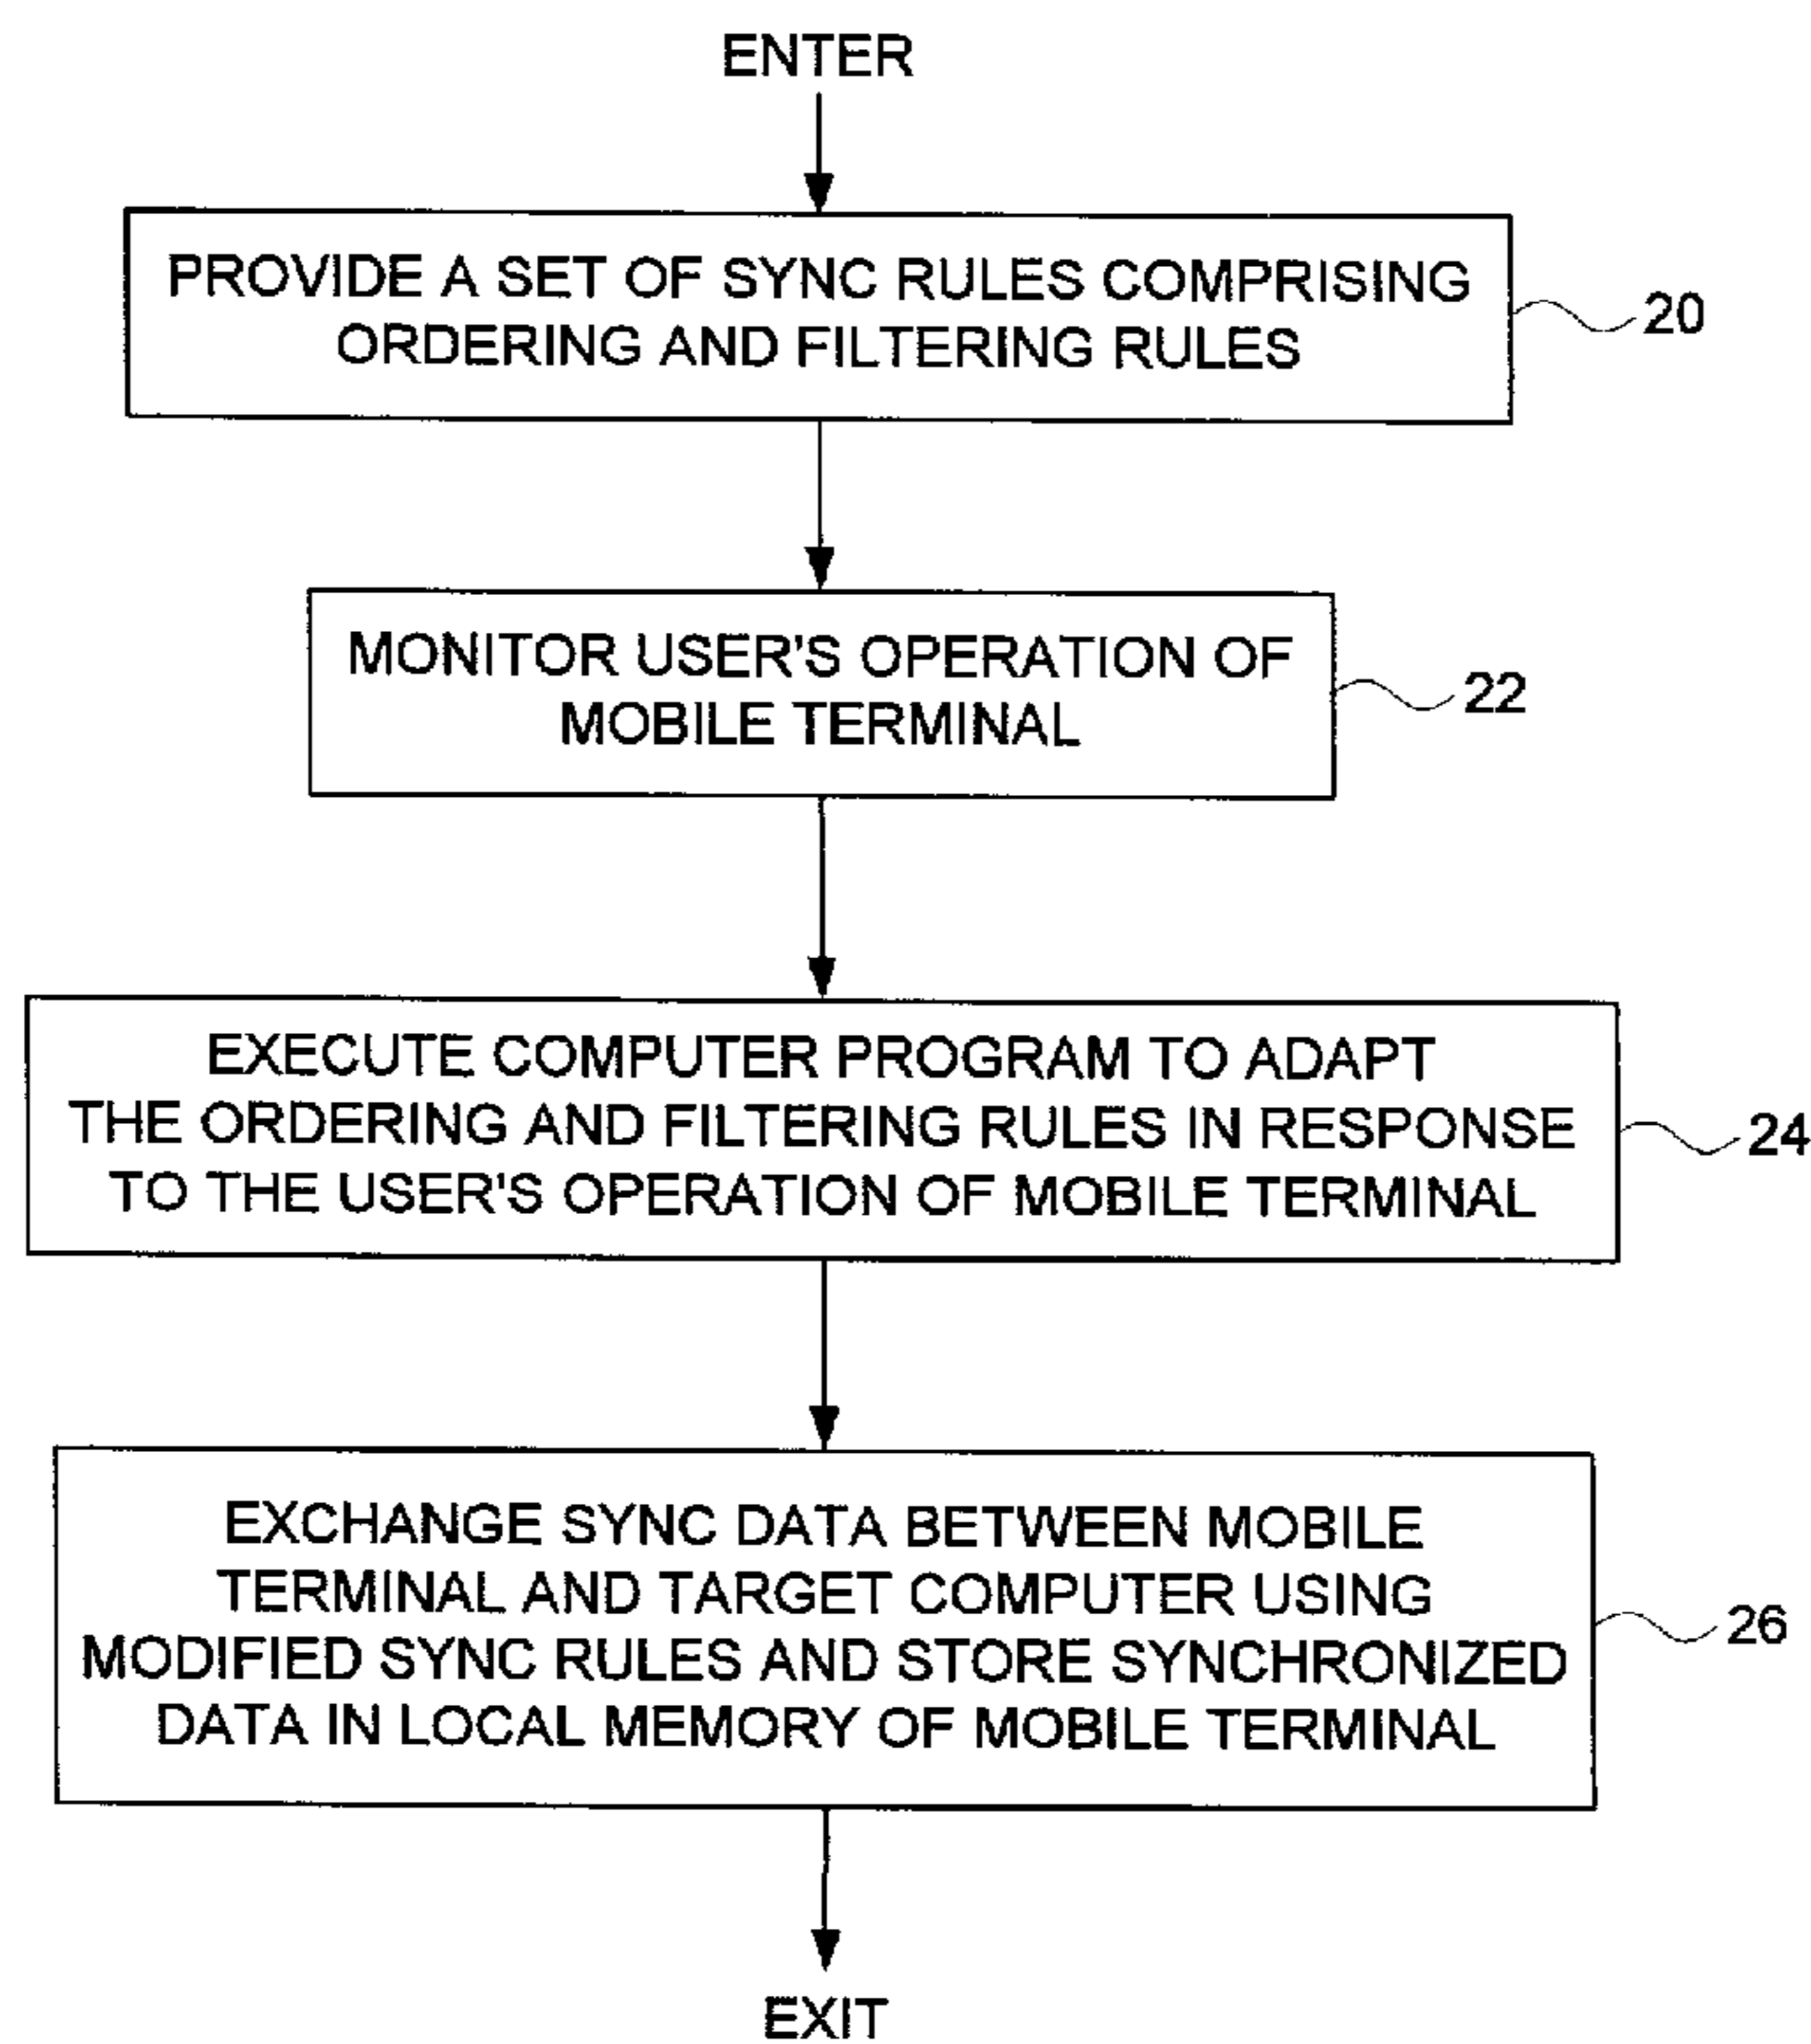 ENTER
PROVIDE A SET OF SYNC RULES COMPRISING
ORDERING AND FILTERING RULES
20
MONITOR USER'S OPERATION OF
MOBILE TERMINAL
22
EXECUTE COMPUTER PROGRAM TO ADAPT
THE ORDERING AND FILTERING RULES IN RESPONSE
TO THE USER'S OPERATION OF MOBILE TERMINAL
24
EXCHANGE SYNC DATA BETWEEN MOBILE
TERMINAL AND TARGET COMPUTER USING
MODIFIED SYNC RULES AND STORE SYNCHRONIZED
DATA IN LOCAL MEMORY OF MOBILE TERMINAL
26
EXIT